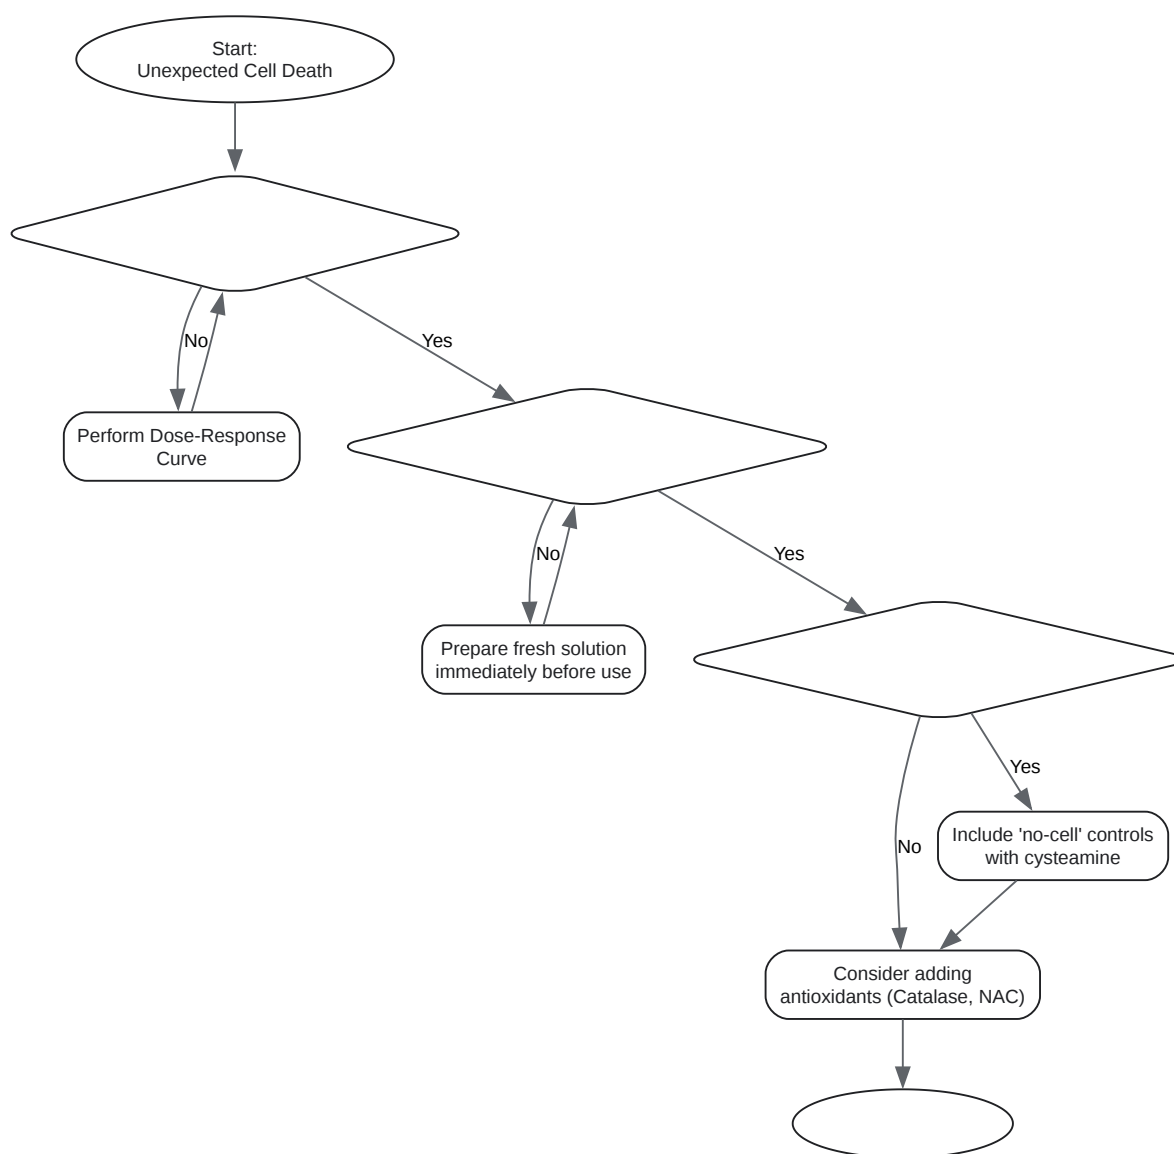 Start:
Unexpected Cell Death
No
Yes
Perform Dose-Response
Curve
No
Yes
Prepare fresh solution
immediately before use
Yes
Include 'no-cell' controls
with cysteamine
No
Consider adding
antioxidants (Catalase, NAC)